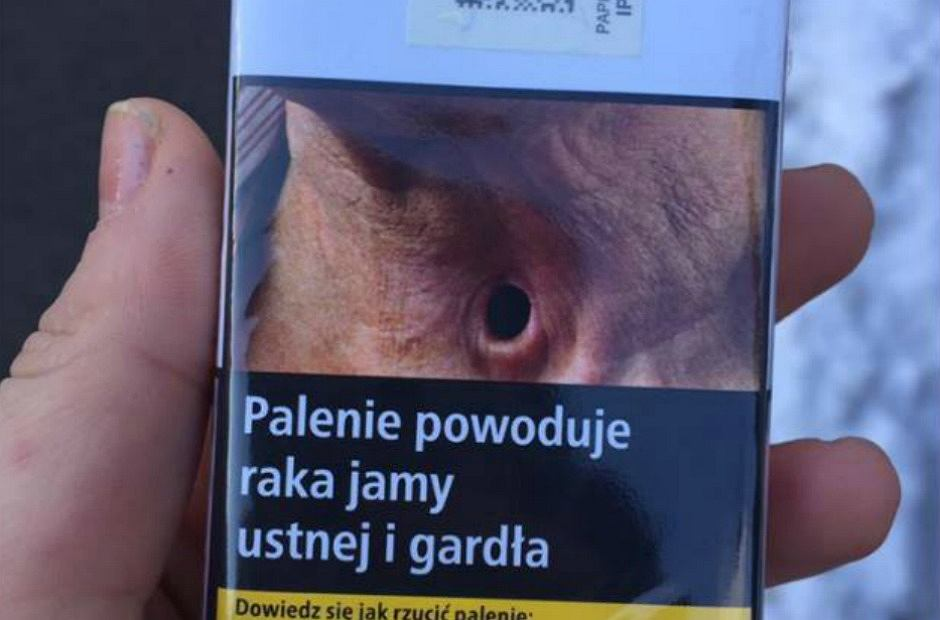 Palenie powoduje
raka jamy
ustnej i gardła
Dowiedz się jak rzucić palenie: